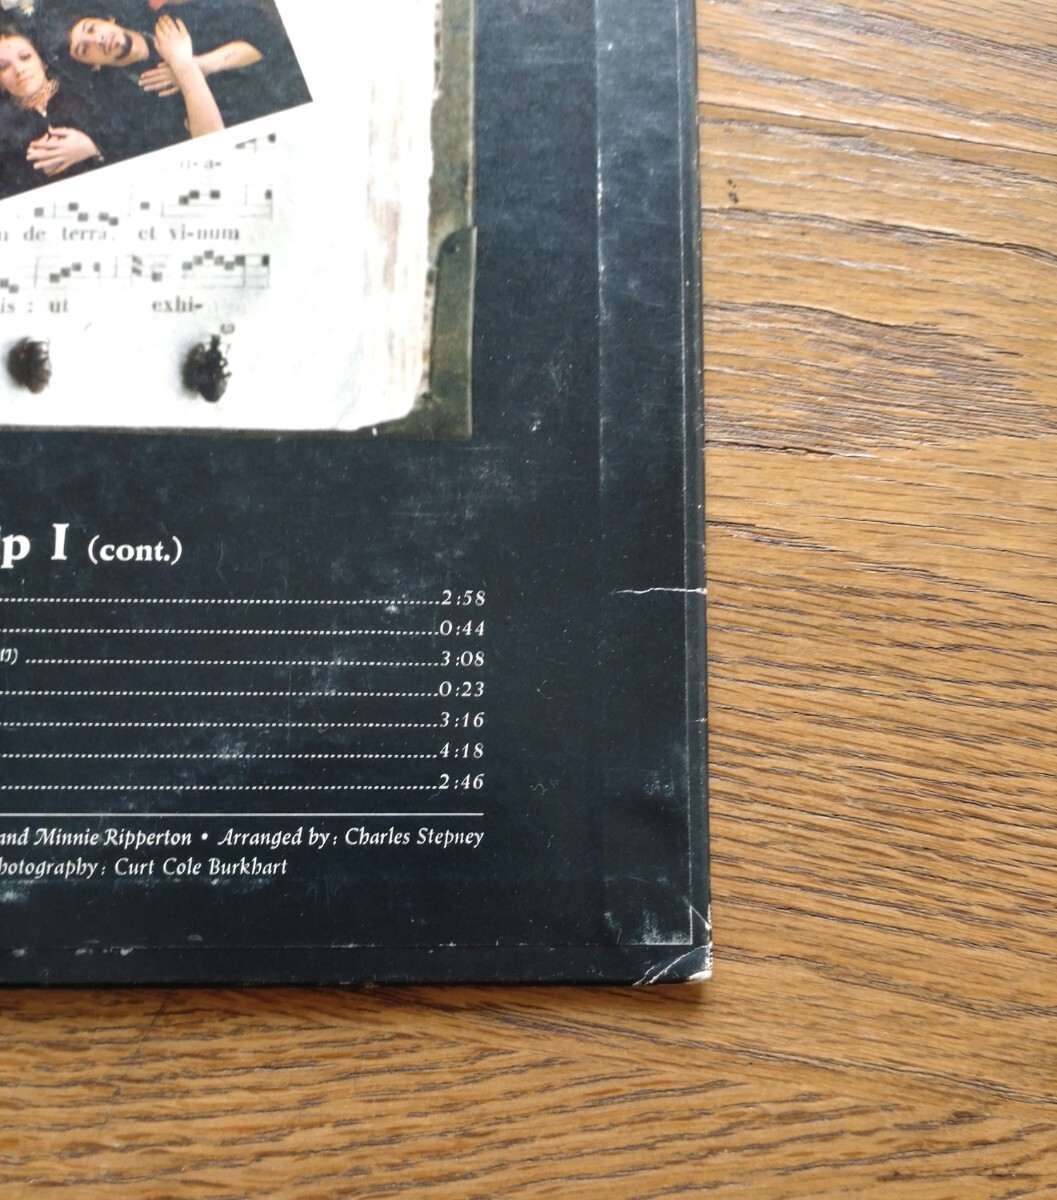 u-a-
de terra, et vi-num
is : ut exhi-
p I (cont.)
2:58
0:44
3:08
0:23
3:16
4:18
2:46
and Minnie Ripperton • Arranged by: Charles Stepney
hotography: Curt Cole Burkhart